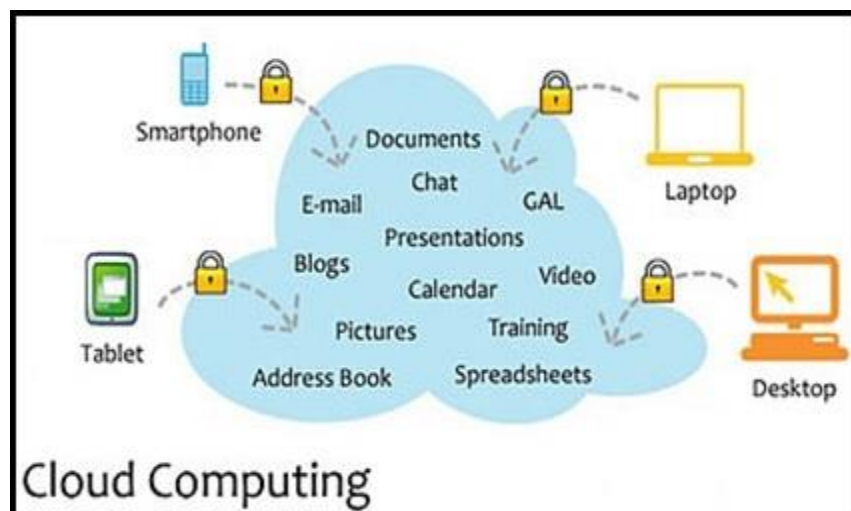 Smartphone
Documents
Chat
E-mail
GAL
Laptop
Presentations
Blogs
Video
Calendar
Pictures
Training
Tablet
Address Book
Spreadsheets
Desktop
Cloud Computing